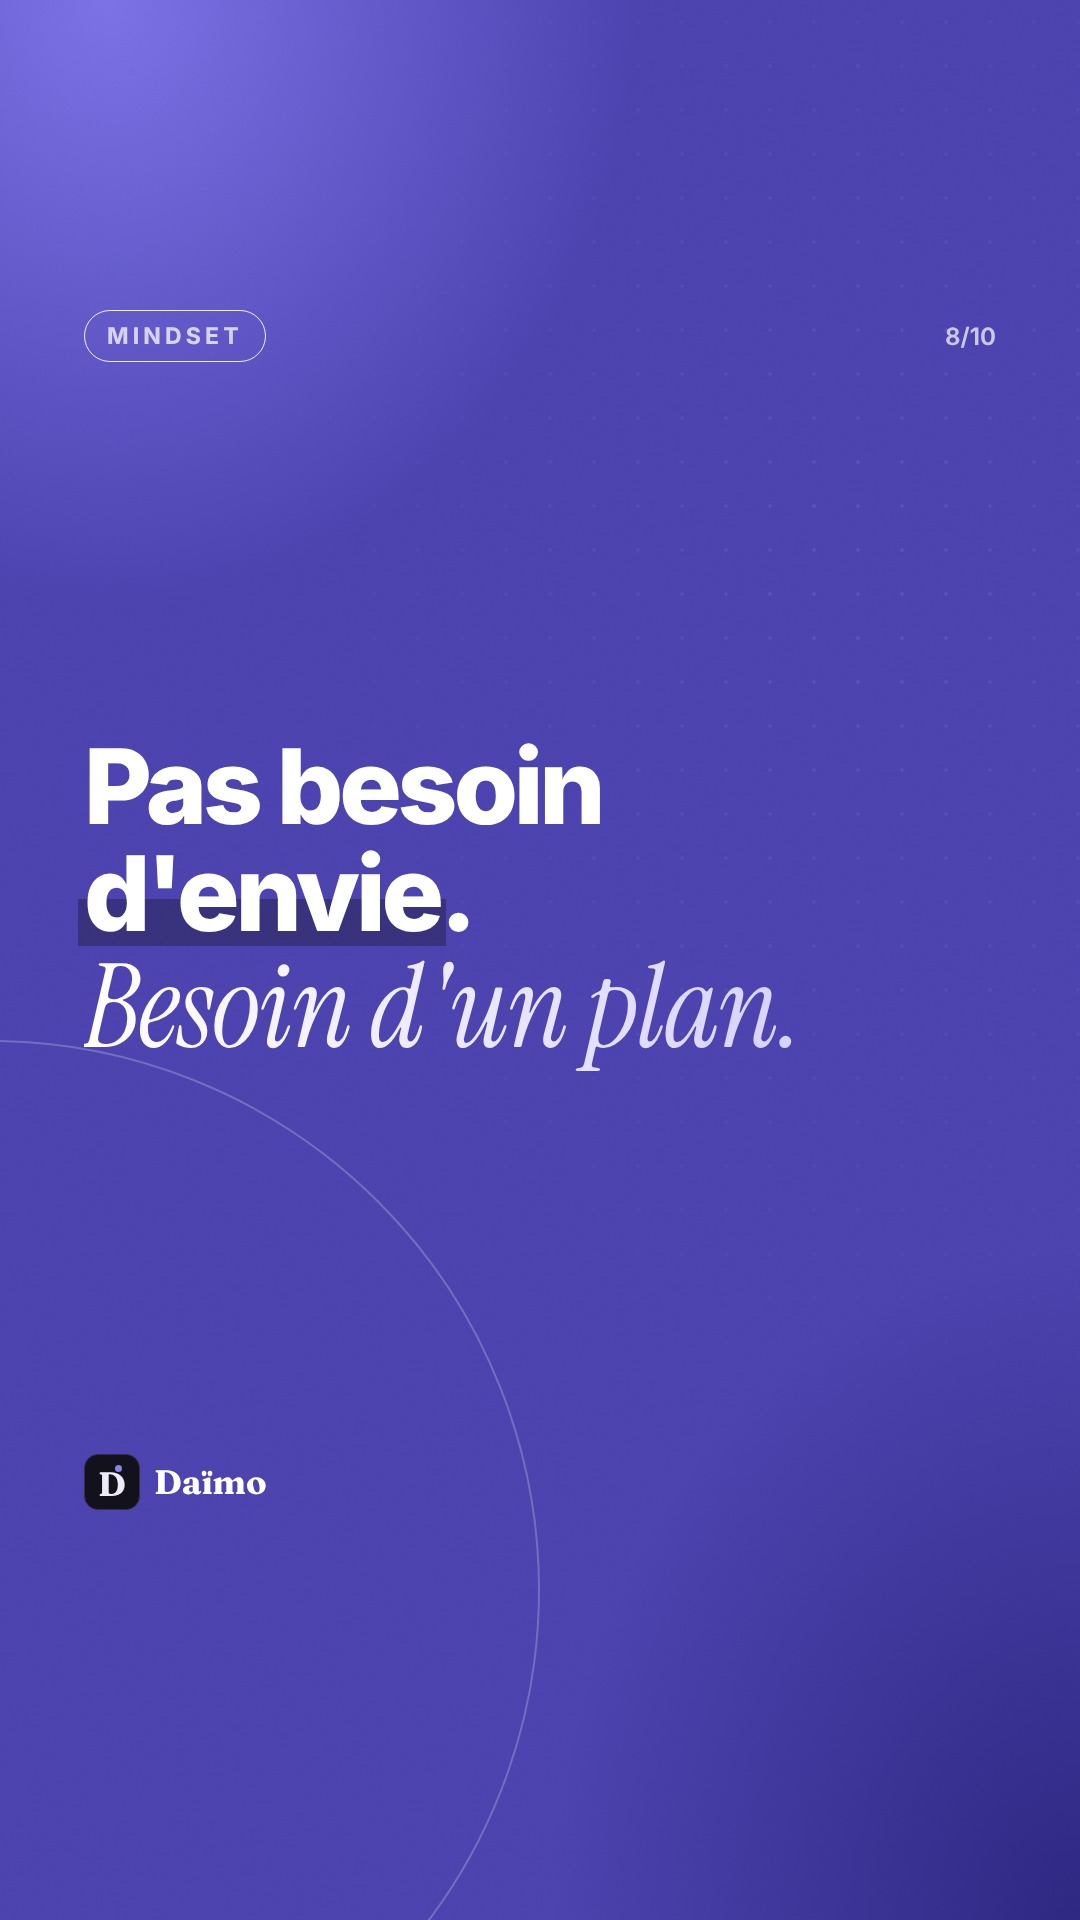 MINDSET
8/10
Pas besoin
d'envie.
Besoin d'un plan.
D
Daïmo